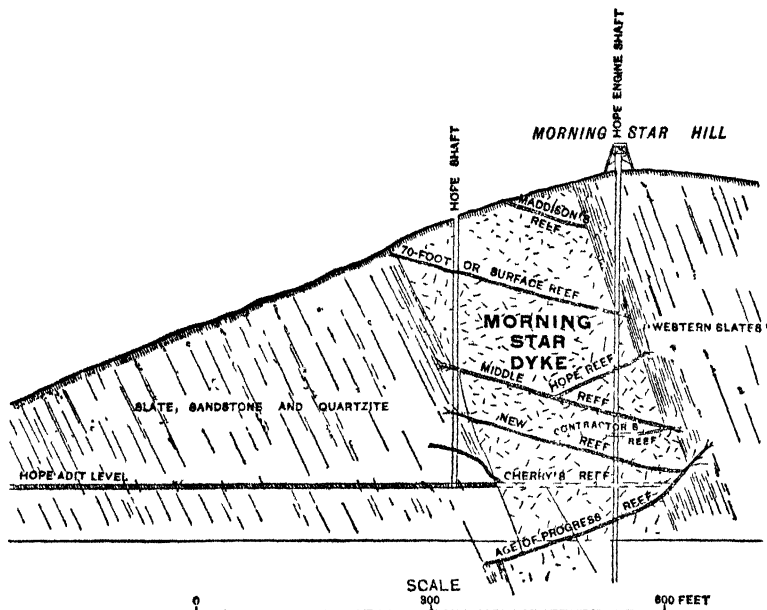 HOPE ENGINE SHAFT
MORNING STAR HILL
HOPE SHAFT
MADDISON'S
REEF
70-FOOT OR SURFACE REEF
MORNING
STAR
DYKE
WESTERN SLATES
HOPE REEF
MIDDLE REEF
SLATE, SANDSTONE AND QUARTZITE
CONTRACTOR'S
REEF
NEW REEF
HOPE ADIT LEVEL
CHERRY'S REEF
AGE OF PROGRESS REEF
SCALE
0 300 600 FEET